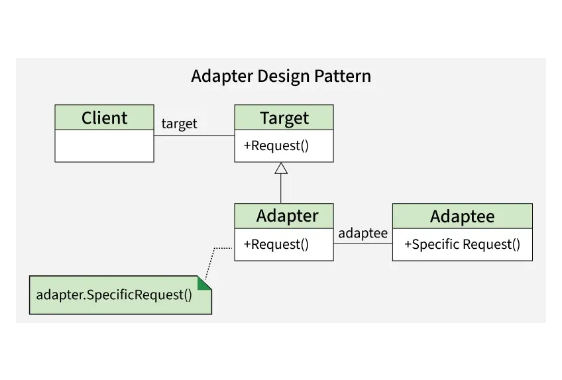 Adapter Design Pattern
Client
target
Target
+Request()
Adapter
+Request()
adaptee
Adaptee
+Specific Request()
adapter.SpecificRequest()